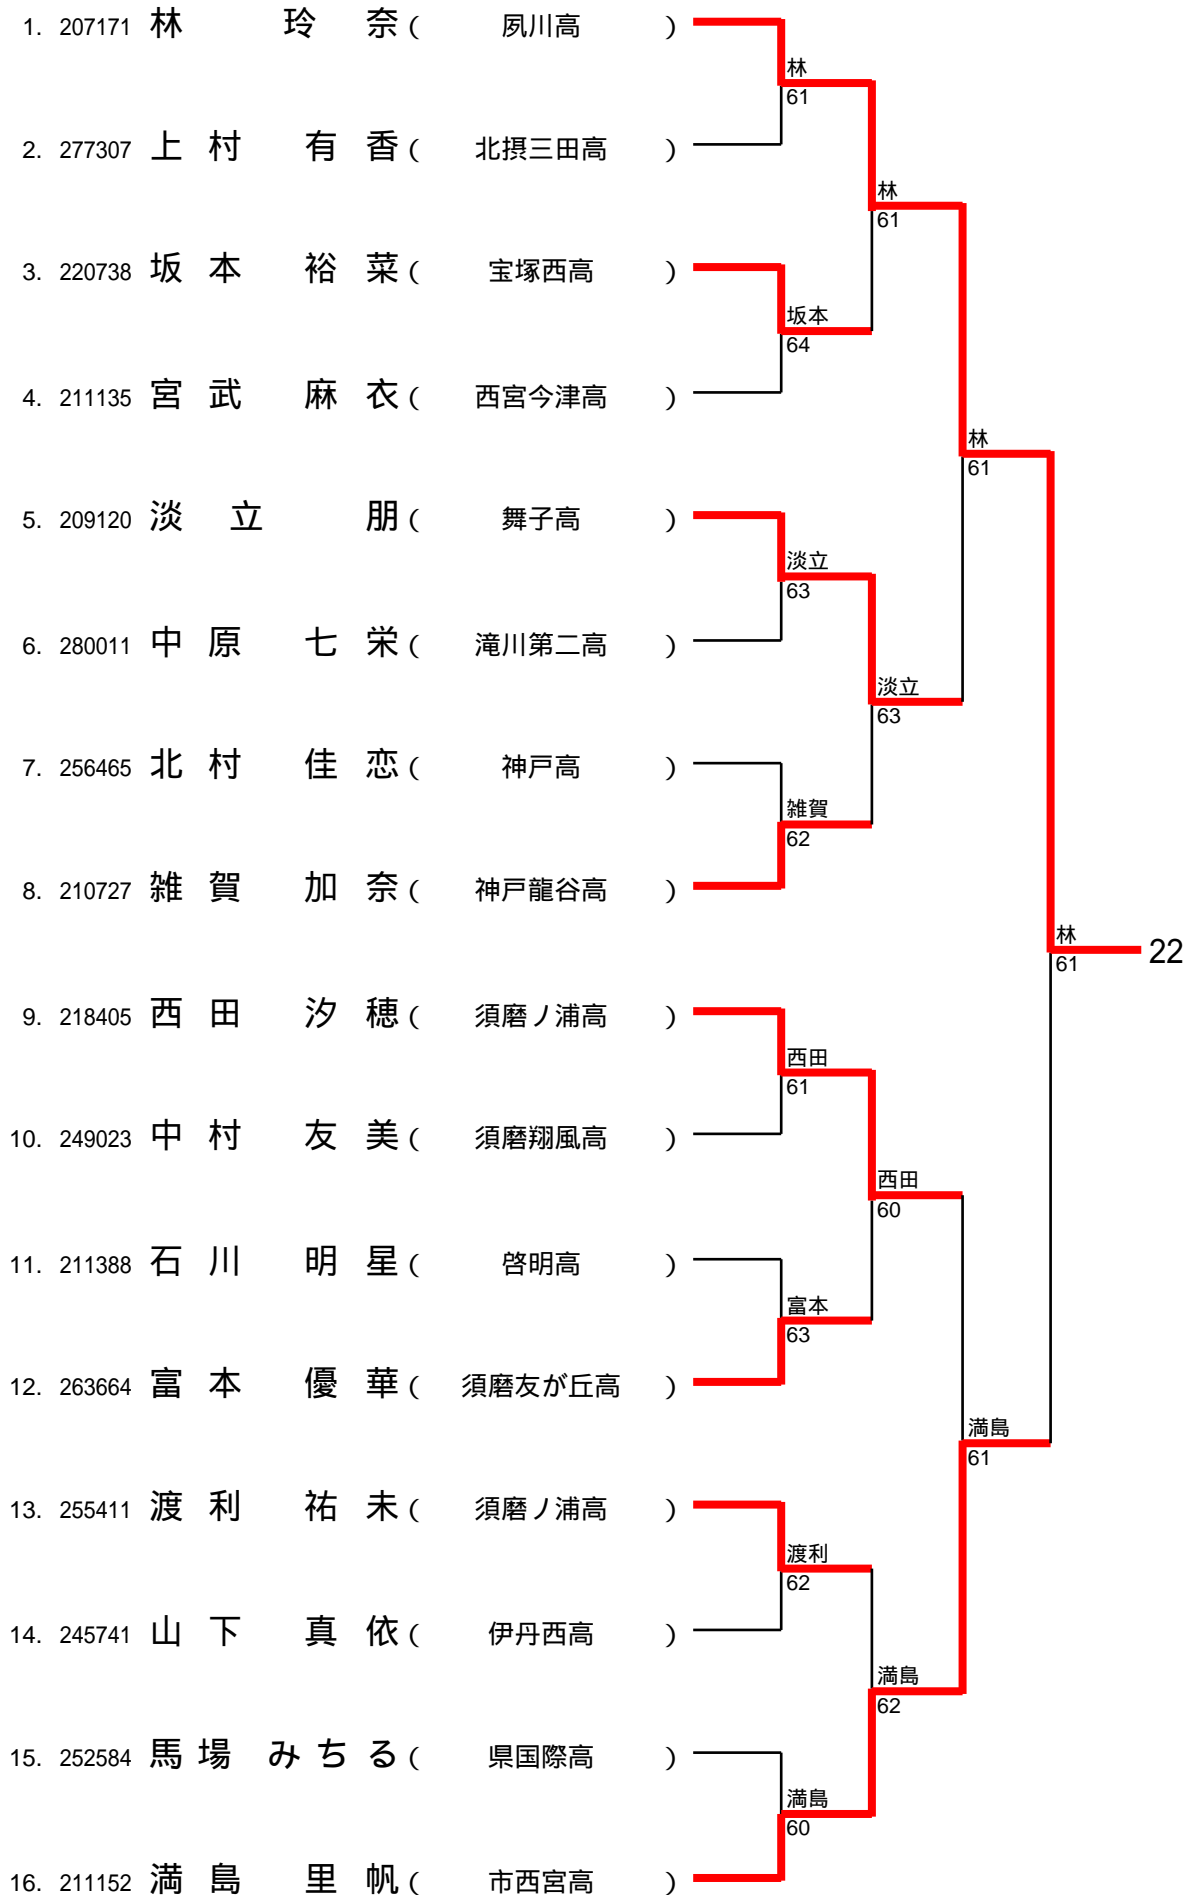 1. 207171 林 玲 奈 ( 夙川高 )
林
61
2. 277307 上 村 有 香 ( 北摂三田高 )
林
61
3. 220738 坂 本 裕 菜 ( 宝塚西高 )
坂本
64
4. 211135 宮 武 麻 衣 ( 西宮今津高 )
林
61
5. 209120 淡 立 朋 ( 舞子高 )
淡立
63
6. 280011 中 原 七 栄 ( 滝川第二高 )
淡立
63
7. 256465 北 村 佳 恋 ( 神戸高 )
雑賀
62
8. 210727 雑 賀 加 奈 ( 神戸龍谷高 )
林
61
22
9. 218405 西 田 汐 穂 ( 須磨ノ浦高 )
西田
61
10. 249023 中 村 友 美 ( 須磨翔風高 )
西田
60
11. 211388 石 川 明 星 ( 啓明高 )
富本
63
12. 263664 富 本 優 華 ( 須磨友が丘高 )
満島
61
13. 255411 渡 利 祐 未 ( 須磨ノ浦高 )
渡利
62
14. 245741 山 下 真 依 ( 伊丹西高 )
満島
62
15. 252584 馬 場 み ち る ( 県国際高 )
満島
60
16. 211152 満 島 里 帆 ( 市西宮高 )